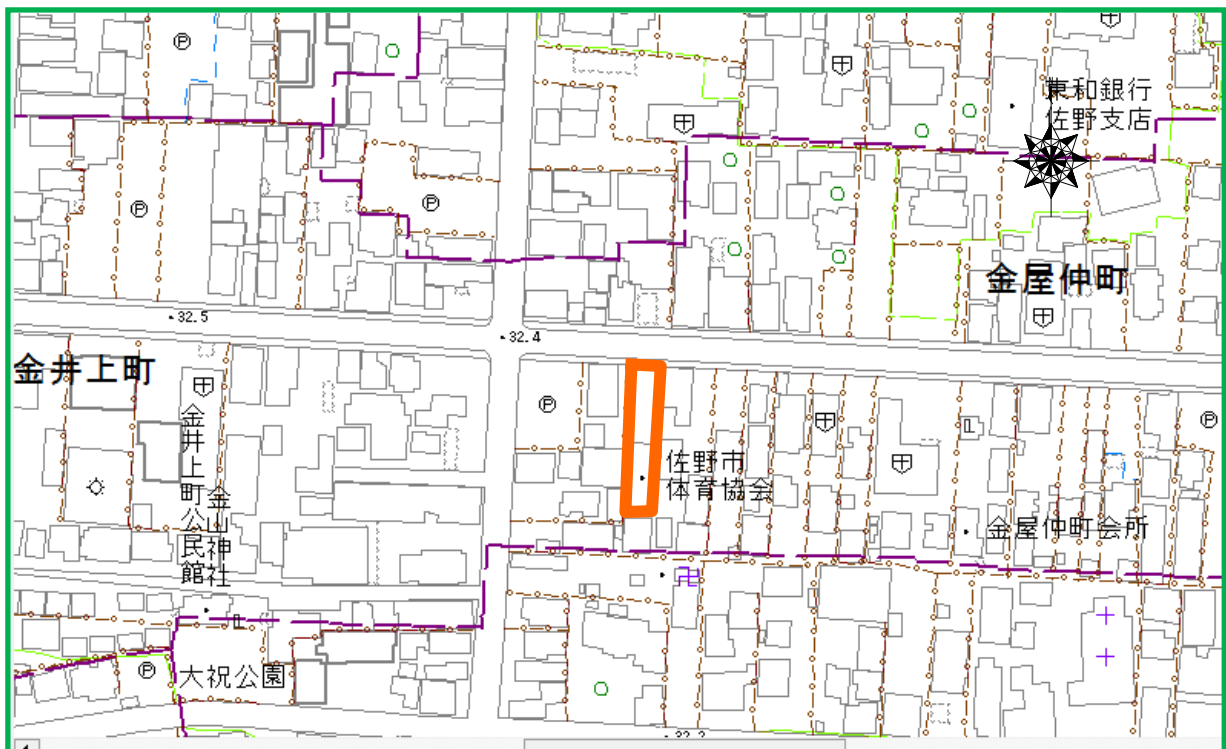 東和銀行
佐野支店
金屋仲町
32.5
32.4
金井上町
金井上町公民館
金山神社
佐野市
体育協会
金屋仲町会所
大祝公園